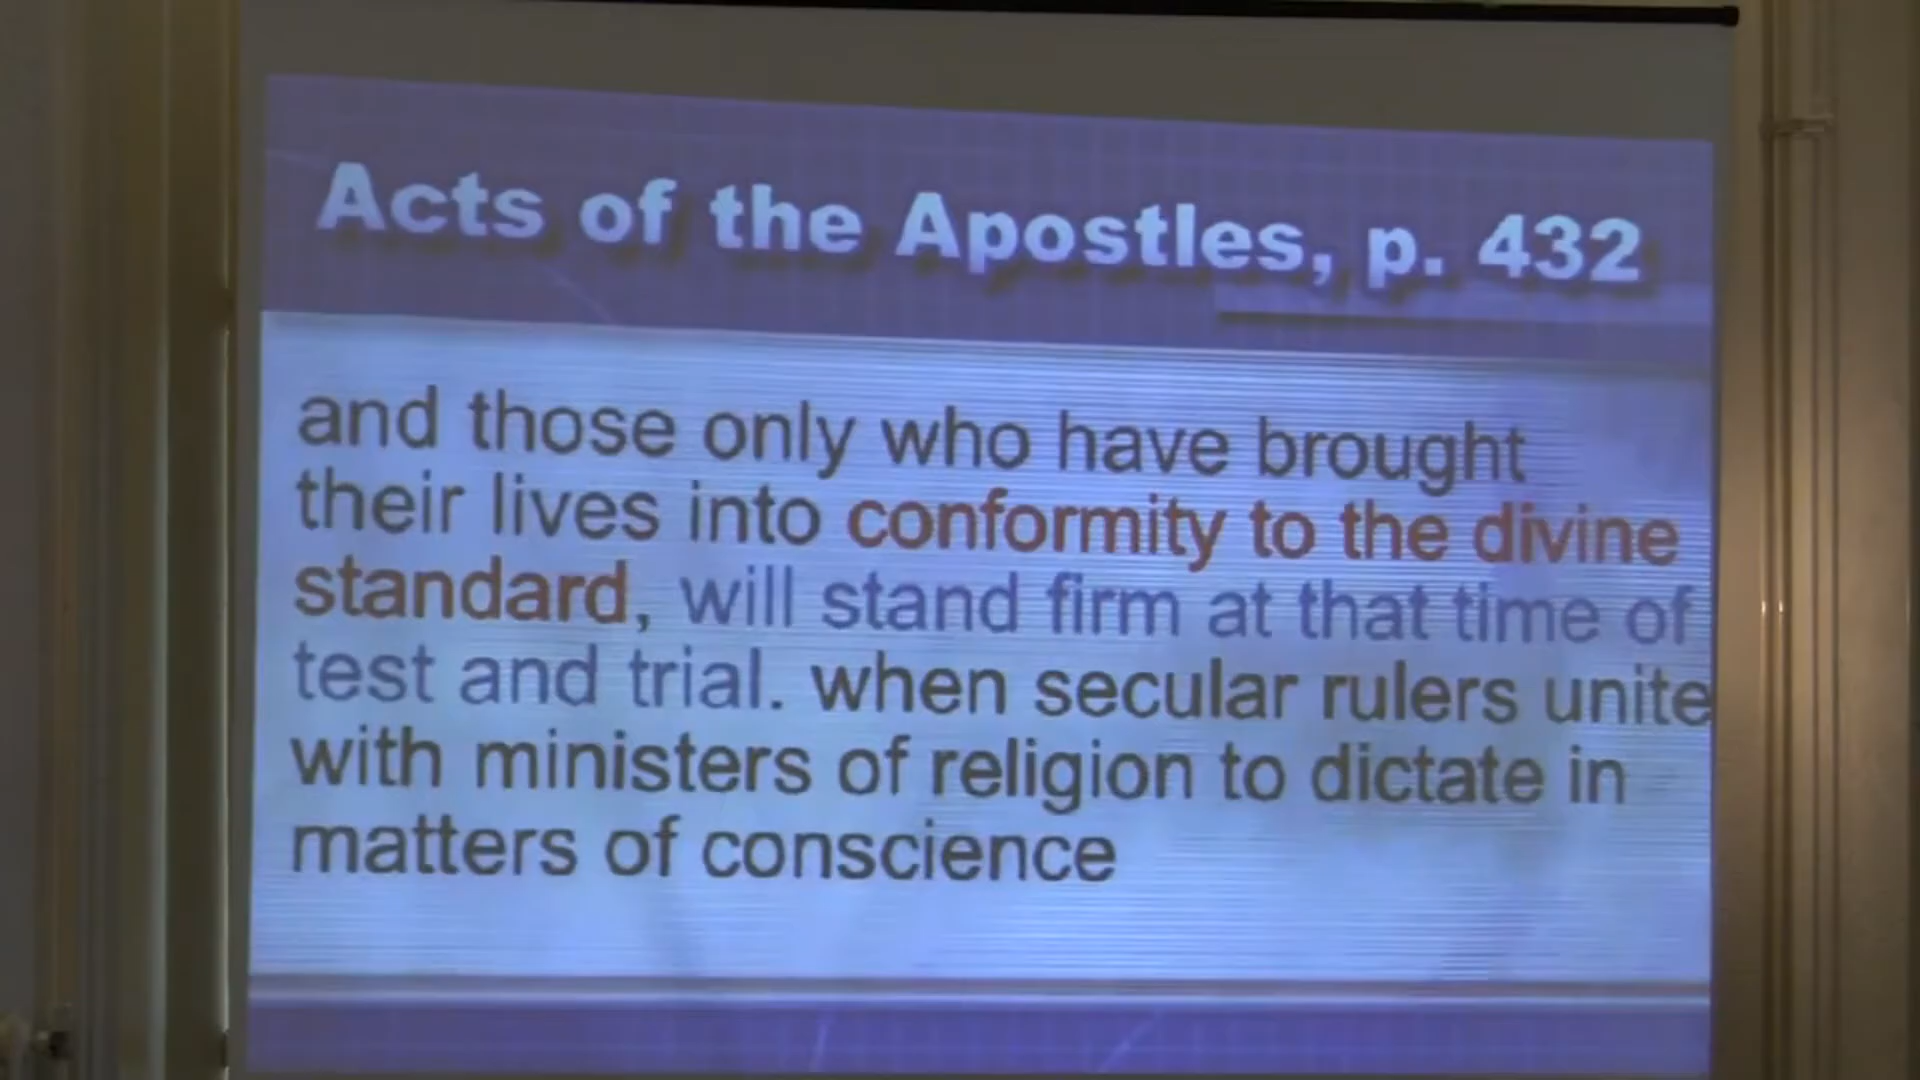 Acts of the Apostles, p. 432
and those only who have brought
their lives into conformity to the divine
standard, will stand firm at that time of
test and trial. when secular rulers unite
with ministers of religion to dictate in
matters of conscience